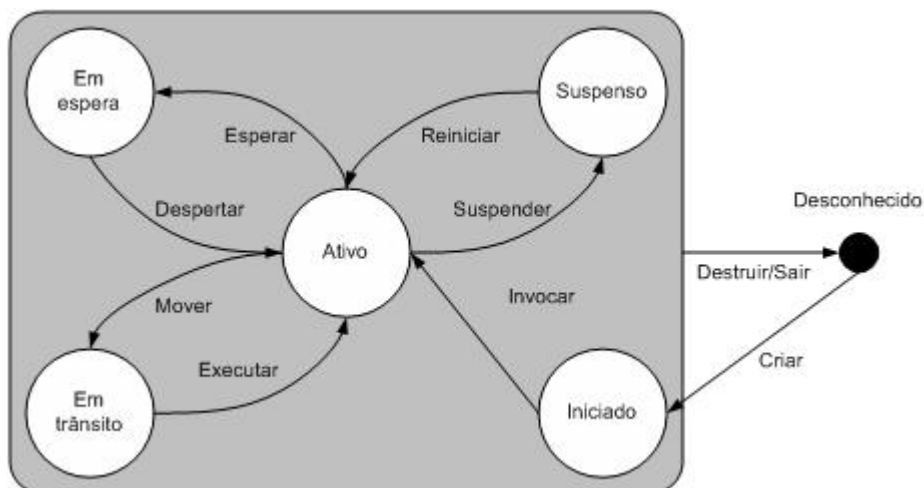 Em
espera
Suspenso
Esperar
Reiniciar
Despertar
Suspender
Desconhecido
Ativo
Destruir/Sair
Mover
Invocar
Executar
Criar
Em
trânsito
Iniciado